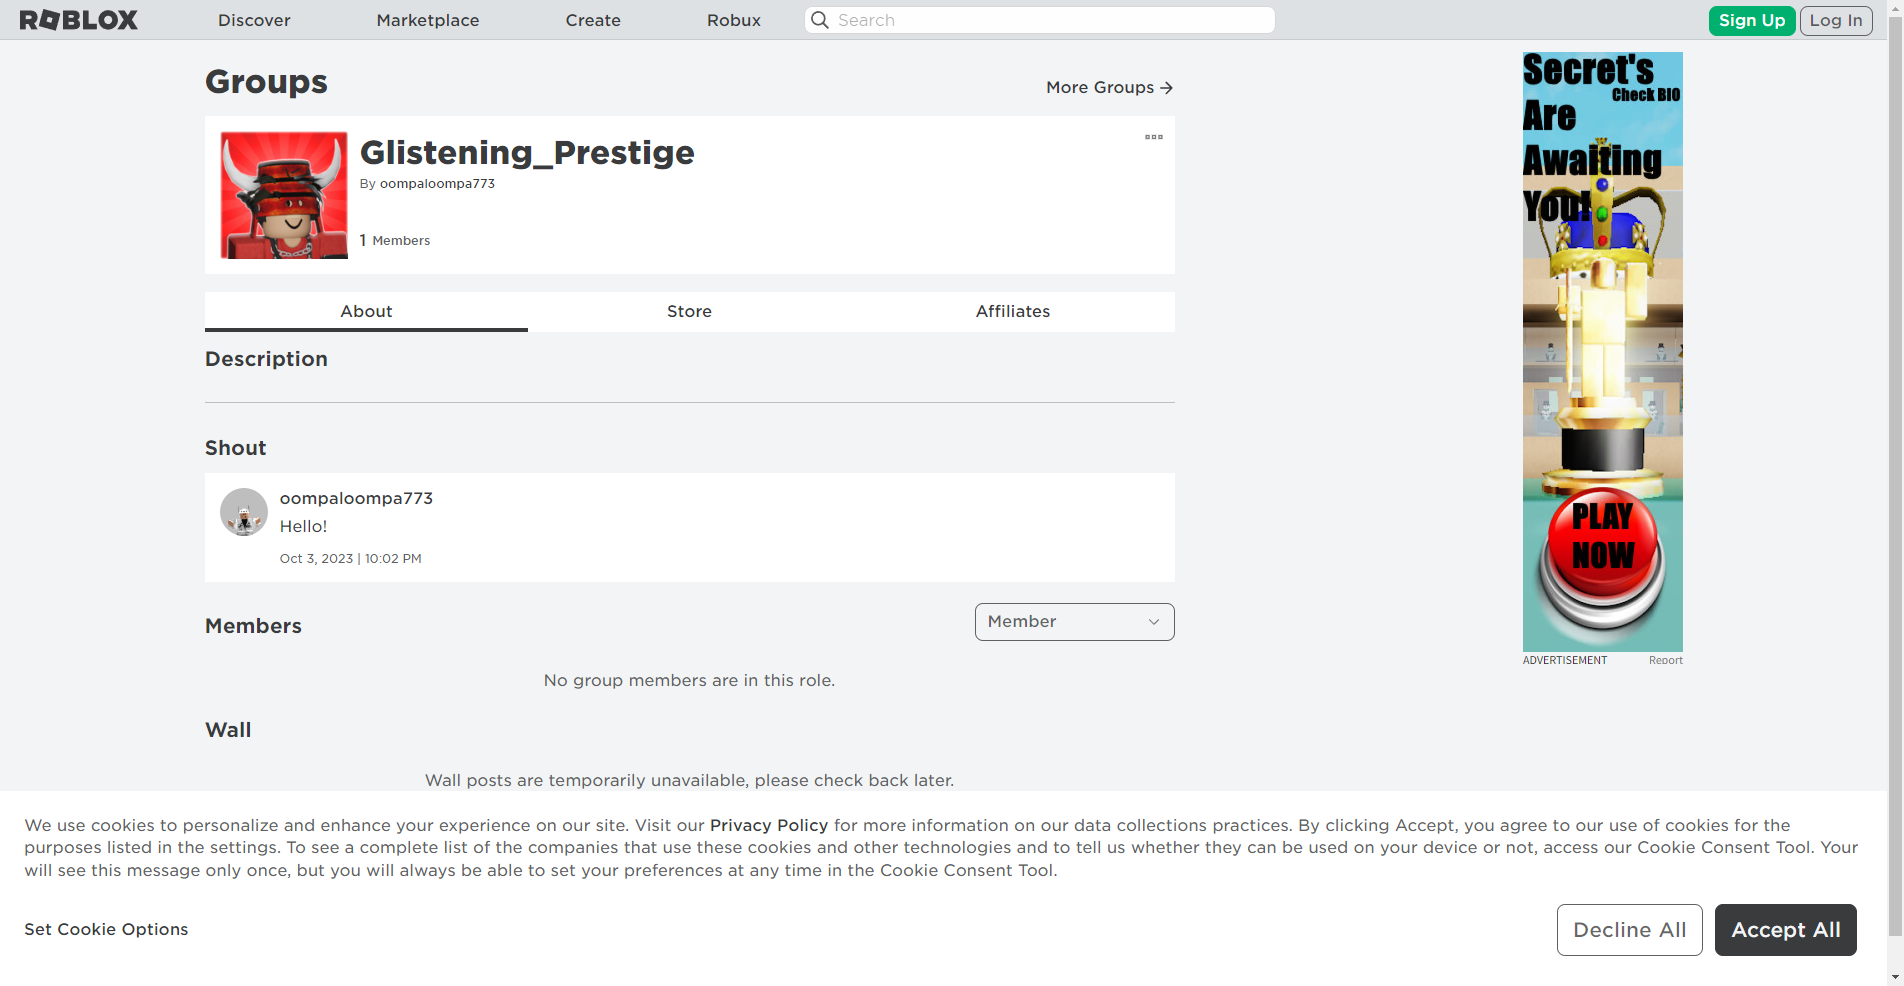 ROBLOX
Discover
Marketplace
Create
Robux
Search
Sign Up
Log In
Groups
More Groups
Glistening_Prestige
By oompaloompa773
1 Members
About
Store
Affiliates
Description
Shout
oompaloompa773
Hello!
Oct 3, 2023 | 10:02 PM
Members
Member
No group members are in this role.
Wall
Wall posts are temporarily unavailable, please check back later.
Secret's
Check BIO
Are
Awaiting
You!
PLAY
NOW
ADVERTISEMENT
Report
We use cookies to personalize and enhance your experience on our site. Visit our Privacy Policy for more information on our data collections practices. By clicking Accept, you agree to our use of cookies for the
purposes listed in the settings. To see a complete list of the companies that use these cookies and other technologies and to tell us whether they can be used on your device or not, access our Cookie Consent Tool. Your
will see this message only once, but you will always be able to set your preferences at any time in the Cookie Consent Tool.
Set Cookie Options
Decline All
Accept All